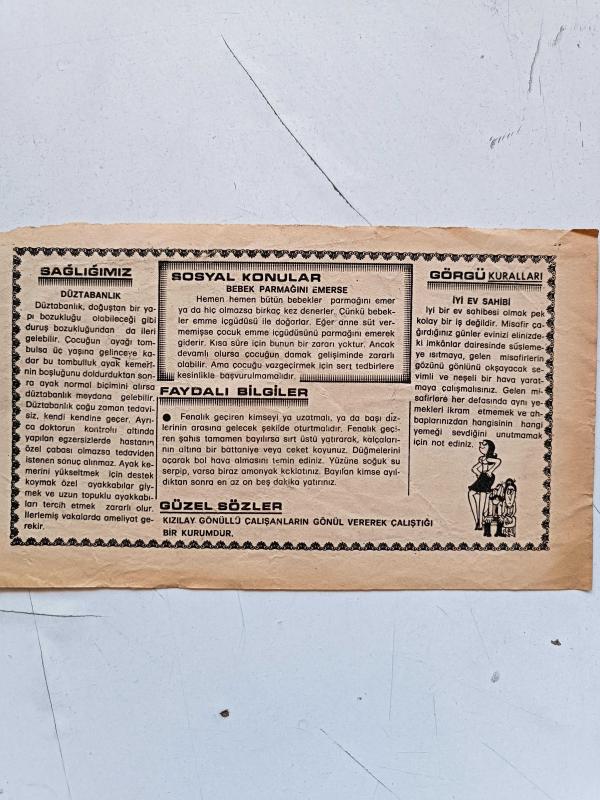 SAĞLIĞIMIZ
DÜZTABANLIK
Düztabanlık, doğuştan bir ya-
pı bozukluğu olabileceği gibi
duruş bozukluğundan da ileri
gelebilir. Çocuğun ayağı tom-
bulsa üç yaşına gelinceye ka-
dar bu tombulluk ayak kemeri-
nin boşluğunu doldurduktan son-
ra ayak normal biçimini alırsa
düztabanlık meydana gelebilir.
Düztabanlık çoğu zaman tedavi-
siz, kendi kendine geçer. Ayrı-
ca doktorun kontrolu altında
yapılan egzersizlerde hastanın
özel çabası olmazsa tedaviden
istenen sonuç alınmaz. Ayak ke-
merini yükseltmek için destek
koymak özel ayakkabılar giy-
mek ve uzun topuklu ayakkabı-
ları tercih etmek zararlı olur.
İlerlemiş vakalarda ameliyat ge-
rekir.
SOSYAL KONULAR
BEBEK PARMAĞINI EMERSE
Hemen hemen bütün bebekler parmağını emer
ya da hiç olmazsa birkaç kez denerler. Çünkü bebek-
ler emme içgüdüsü ile doğarlar. Eğer anne süt ver-
memişse çocuk emme içgüdüsünü parmağını emerek
giderir. Kısa süre için bunun bir zararı yoktur. Ancak
devamlı olursa çocuğun damak gelişiminde zararlı
olabilir. Ama çocuğu vazgeçirmek için sert tedbirlere
kesinlikle başvurulmamalıdır.
FAYDALI BİLGİLER
● Fenalık geçiren kimseyi ya uzatmalı, ya da başı diz-
lerinin arasına gelecek şekilde oturtmalıdır. Fenalık geçi-
ren şahıs tamamen bayılırsa sırt üstü yatırarak, kalçaları-
nın altına bir battaniye veya ceket koyunuz. Düğmelerini
açarak bol hava almasını temin ediniz. Yüzüne soğuk su
serpip, varsa biraz amonyak koklatınız. Bayılan kimse ayıl-
dıktan sonra en az on beş dakika yatırınız.
GÜZEL SÖZLER
KIZILAY GÖNÜLLÜ ÇALIŞANLARIN GÖNÜL VEREREK ÇALIŞTIĞI
BİR KURUMDUR.
GÖRGÜ KURALLARI
İYİ EV SAHİBİ
İyi bir ev sahibesi olmak pek
kolay bir iş değildir. Misafir ça-
ğırdığınız günler evinizi elinizde-
ki imkânlar dairesinde süsleme-
ye ısıtmaya, gelen misafirlerin
gözünü gönlünü okşayacak se-
vimli ve neşeli bir hava yarat-
maya çalışmalısınız. Gelen mi-
safirlere her defasında aynı ye-
mekleri ikram etmemek ve ah-
baplarınızdan hangisinin hangi
yemeği sevdiğini unutmamak
için not ediniz.